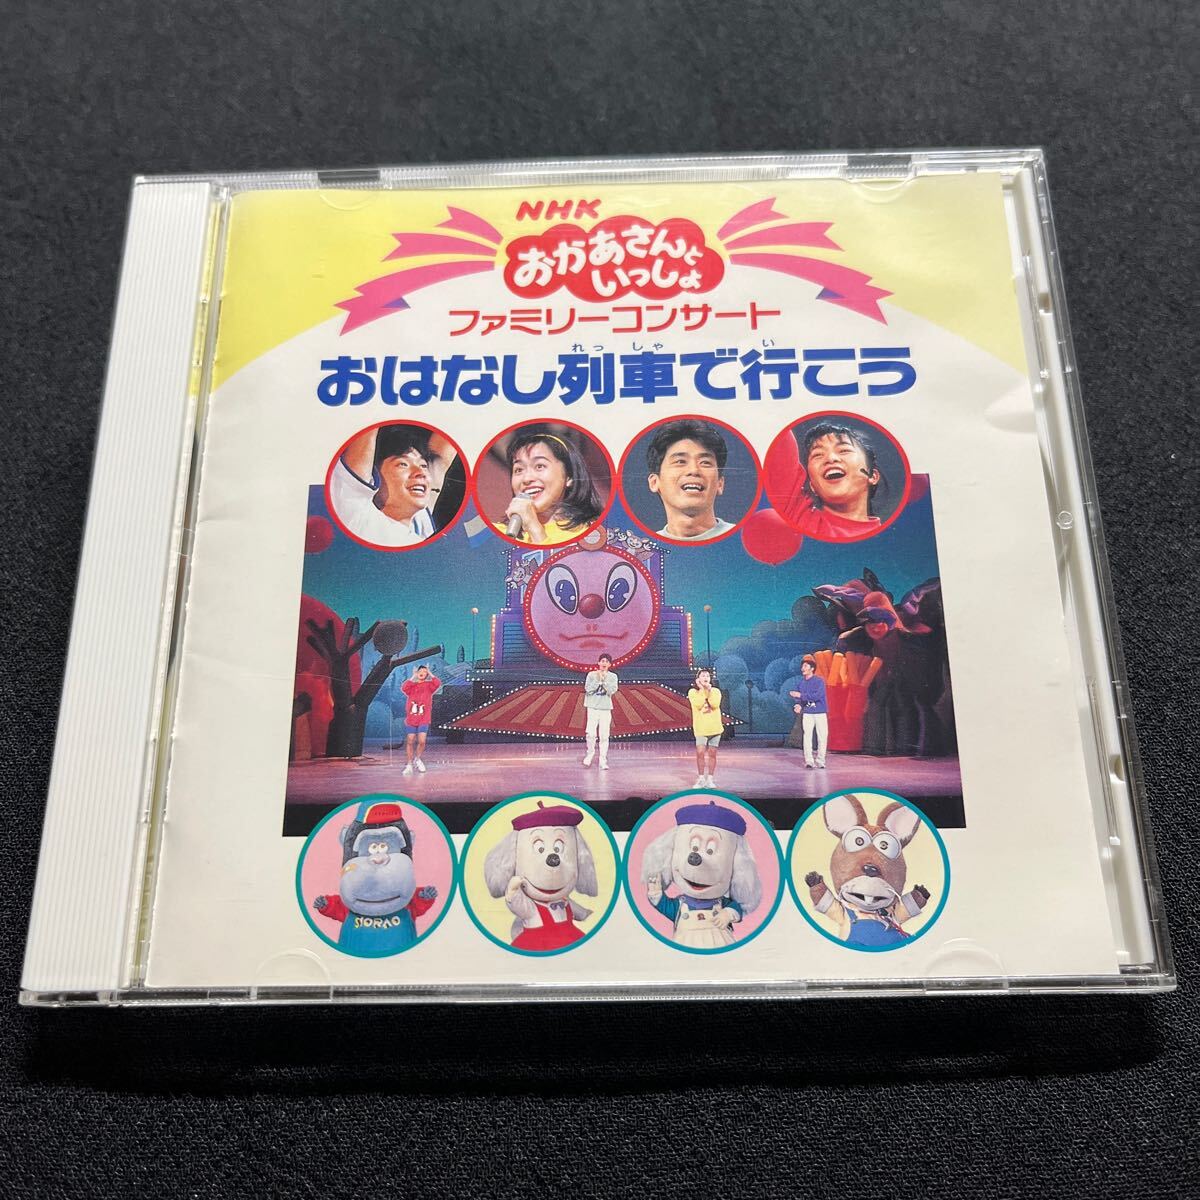 NHK
おかあさんと
いっしょ
ファミリーコンサート
れっしゃ い
おはなし列車で行こう
SORAO